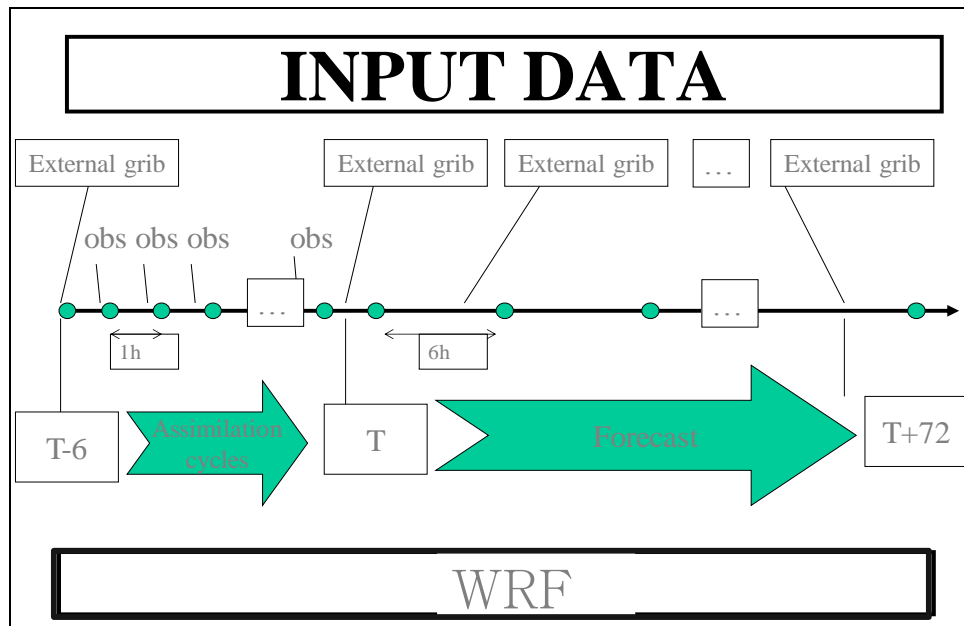 INPUT DATA
External grib
External grib
External grib
...
External grib
obs obs obs
obs
...
...
1h
6h
T-6
Assimilation
cycles
T
Forecast
T+72
WRF